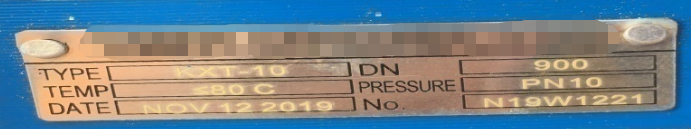 TYPE KXT-10 DN 900
TEMP ≤80 C PRESSURE PN10
DATE NOV 12 2019 No. N19W1221